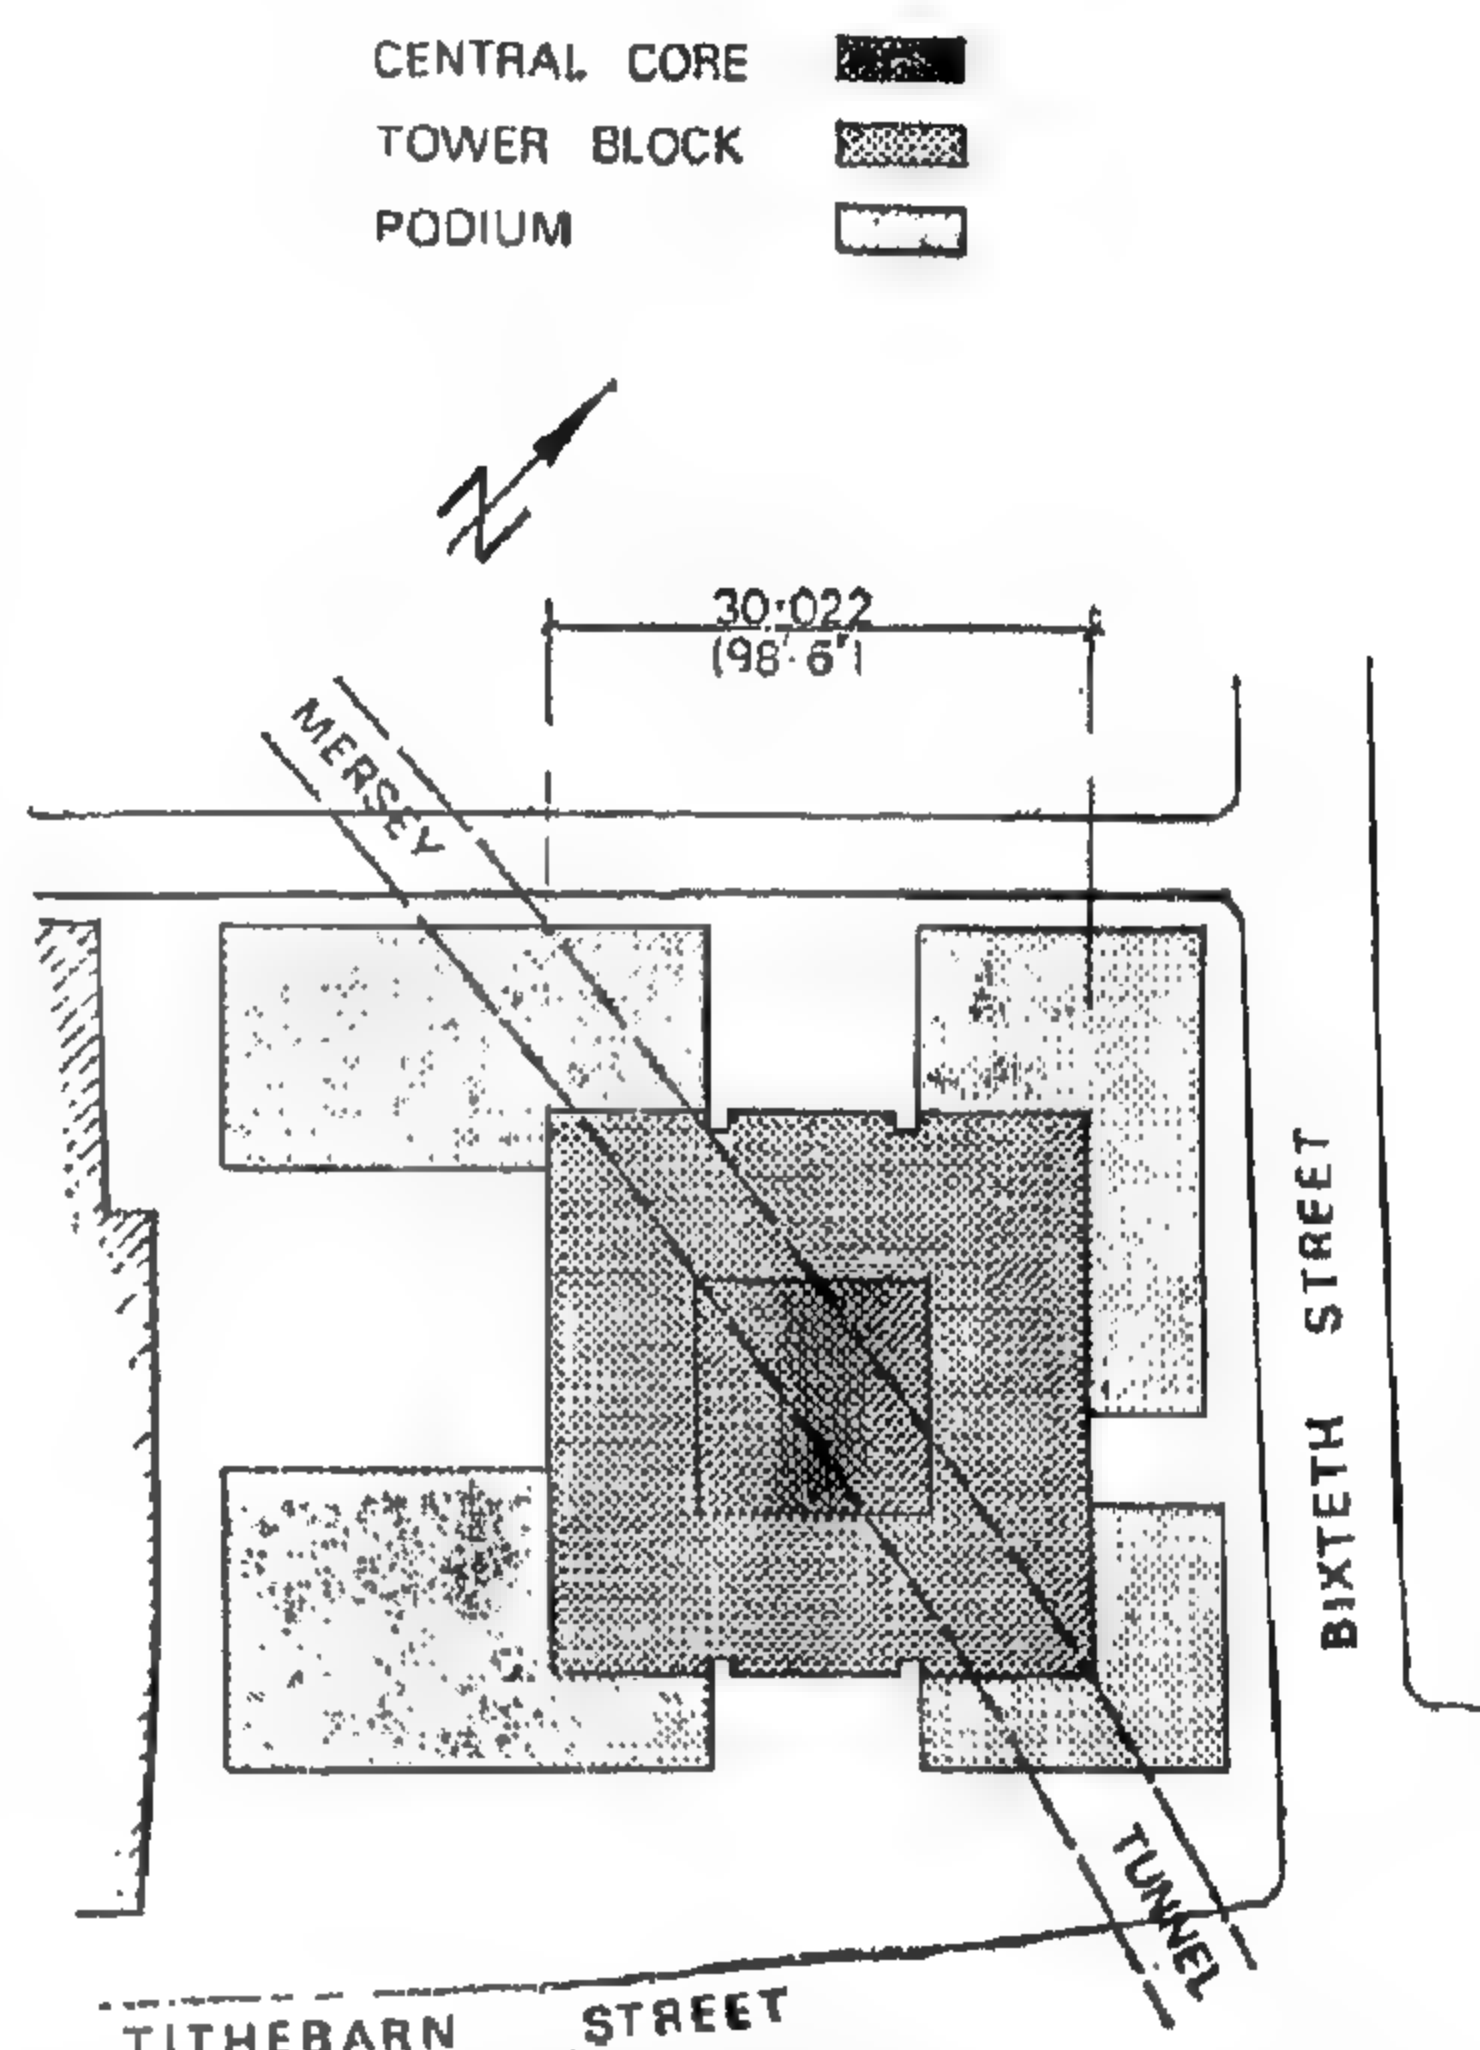 CENTRAL CORE
TOWER BLOCK
PODIUM
N
30·022
(98'·6")
MERSEY
BIXTETH STREET
TUNNEL
TITHEBARN STREET